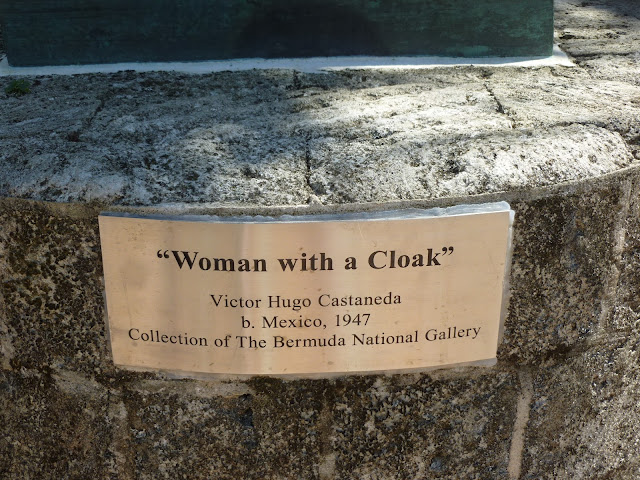 “Woman with a Cloak”
Victor Hugo Castaneda
b. Mexico, 1947
Collection of The Bermuda National Gallery